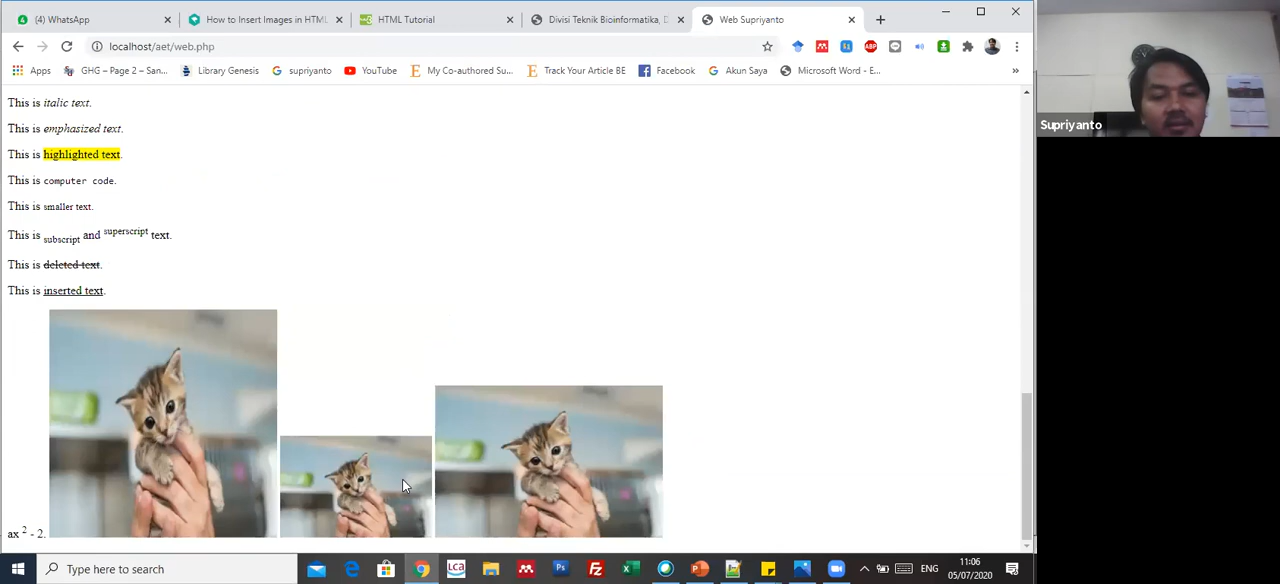 (4) WhatsApp
How to Insert Images in HTML
HTML Tutorial
Divisi Teknik Bioinformatika, D
Web Supriyanto
localhost/aet/web.php
Apps
GHG – Page 2 – San...
Library Genesis
supriyanto
YouTube
My Co-authored Su...
Track Your Article BE
Facebook
Akun Saya
Microsoft Word - E...
»
This is italic text.
This is emphasized text.
This is highlighted text.
This is computer code.
This is smaller text.
This is subscript and superscript text.
This is deleted text.
This is inserted text.
ax 2 - 2.
Supriyanto
Type here to search
LCA
ENG
11:06
05/07/2020